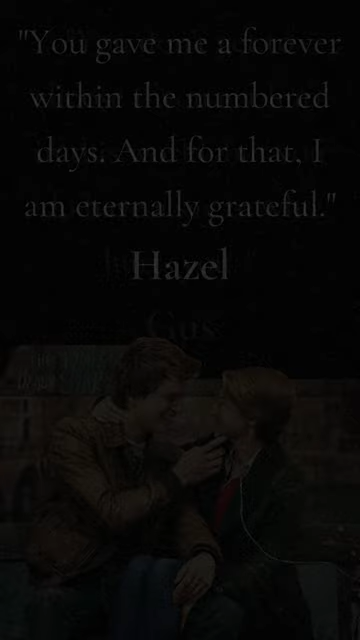 "You gave me a forever
within the numbered
days. And for that, I
am eternally grateful."
Hazel
Gus